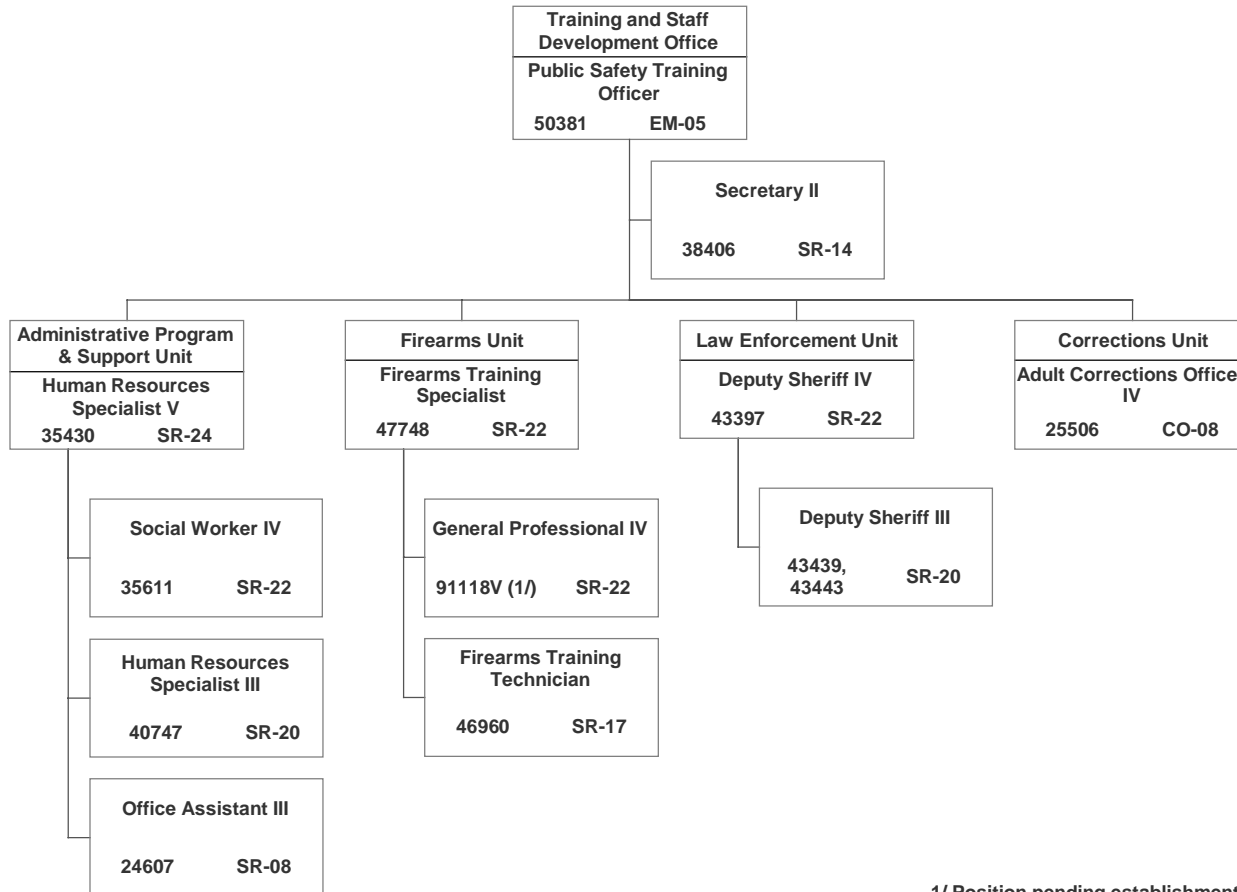 Training and Staff
Development Office
Public Safety Training
Officer
50381 EM-05
Secretary II
38406 SR-14
Administrative Program
& Support Unit
Human Resources
Specialist V
35430 SR-24
Social Worker IV
35611 SR-22
Human Resources
Specialist III
40747 SR-20
Office Assistant III
24607 SR-08
Firearms Unit
Firearms Training
Specialist
47748 SR-22
General Professional IV
91118V (1/) SR-22
Firearms Training
Technician
46960 SR-17
Law Enforcement Unit
Deputy Sheriff IV
43397 SR-22
Deputy Sheriff III
43439,
43443 SR-20
Corrections Unit
Adult Corrections Office
IV
25506 CO-08
1/ Position pending establishment